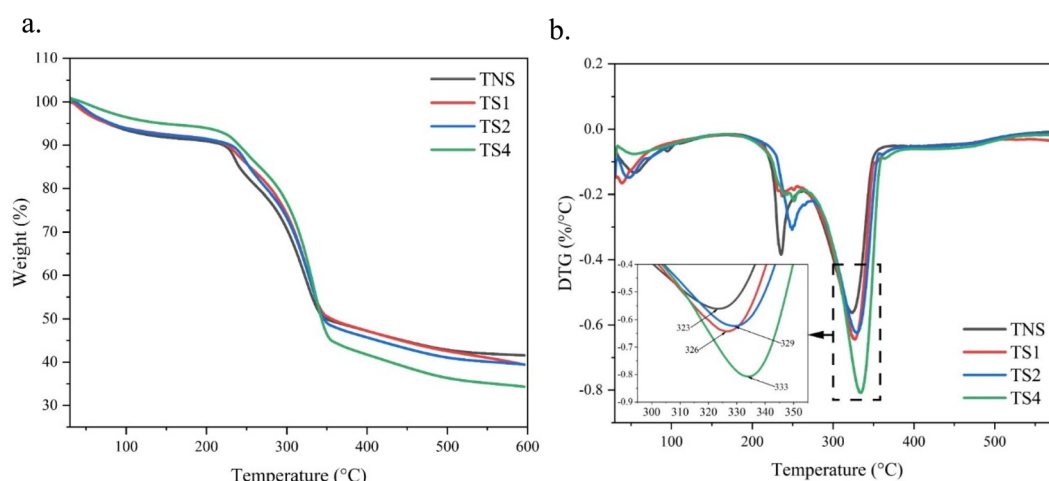 a.
110
100
90
80
70
60
50
40
30
Weight (%)
TNS
TS1
TS2
TS4
100
200
300
400
500
600
Temperature (°C)
b.
0.2
0.0
-0.2
-0.4
-0.6
-0.8
DTG (%/°C)
-0.4
-0.5
-0.6
-0.7
-0.8
-0.9
323
326
329
333
300 310 320 330 340 350
TNS
TS1
TS2
TS4
100
200
300
400
500
Temperature (°C)